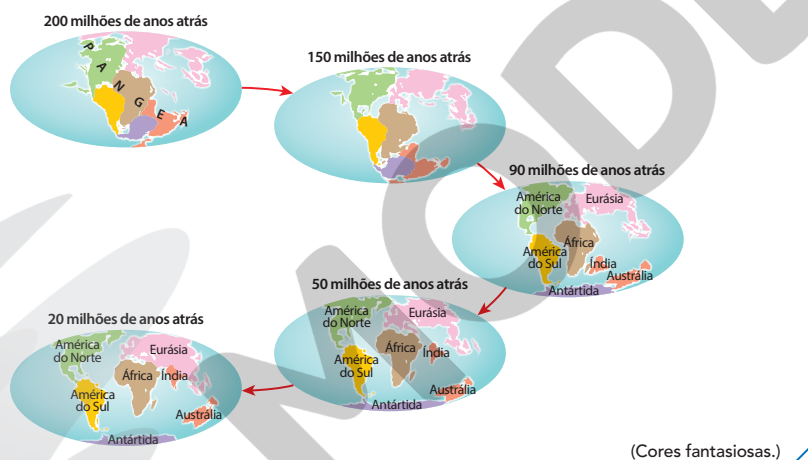 200 milhões de anos atrás
PANGEA
150 milhões de anos atrás
90 milhões de anos atrás
América
do Norte
Eurásia
África
América
do Sul
Índia
Austrália
Antártida
50 milhões de anos atrás
América
do Norte
Eurásia
África
Índia
América
do Sul
Austrália
Antártida
20 milhões de anos atrás
América
do Norte
Eurásia
África
Índia
América
do Sul
Austrália
Antártida
(Cores fantasiosas.)